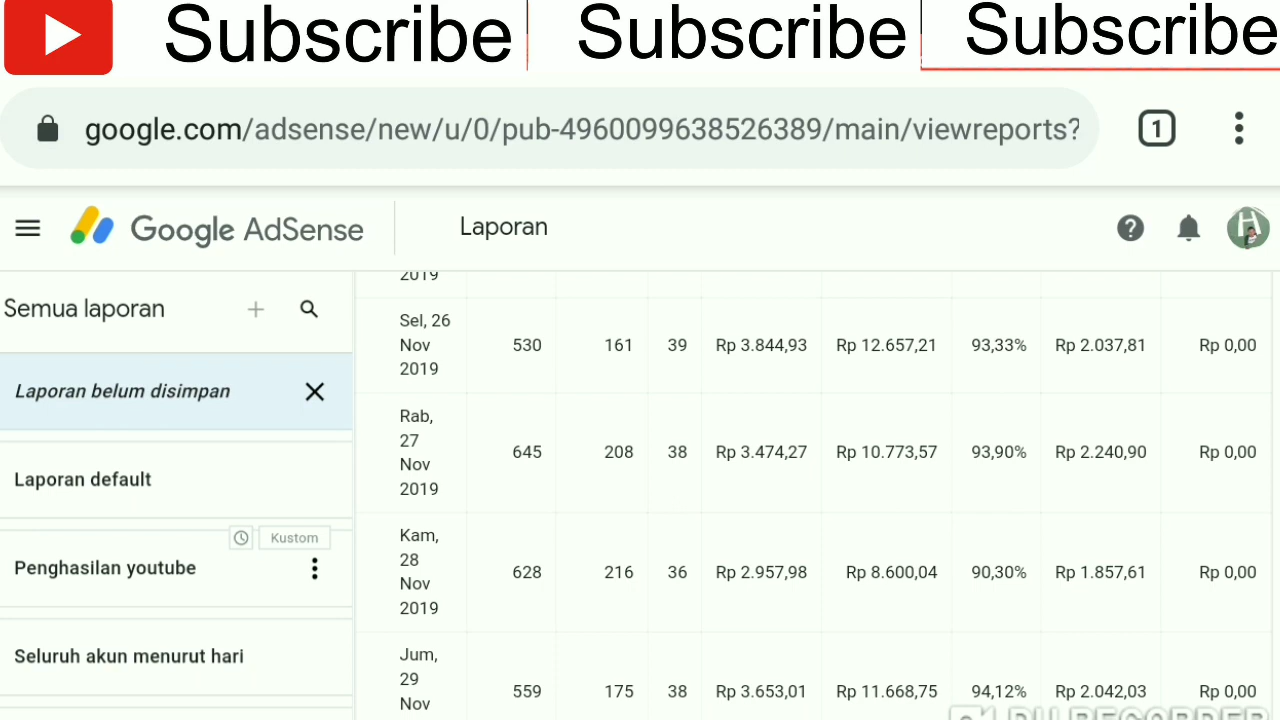 Subscribe Subscribe Subscribe
google.com/adsense/new/u/0/pub-4960099638526389/main/viewreports?
1
Google AdSense
Laporan
H
Semua laporan
Laporan belum disimpan
Laporan default
Kustom
Penghasilan youtube
Seluruh akun menurut hari
2019
Sel, 26
Nov
2019
530 161 39 Rp 3.844,93 Rp 12.657,21 93,33% Rp 2.037,81 Rp 0,00
Rab,
27
Nov
2019
645 208 38 Rp 3.474,27 Rp 10.773,57 93,90% Rp 2.240,90 Rp 0,00
Kam,
28
Nov
2019
628 216 36 Rp 2.957,98 Rp 8.600,04 90,30% Rp 1.857,61 Rp 0,00
Jum,
29
Nov
559 175 38 Rp 3.653,01 Rp 11.668,75 94,12% Rp 2.042,03 Rp 0,00
DU RECORDER